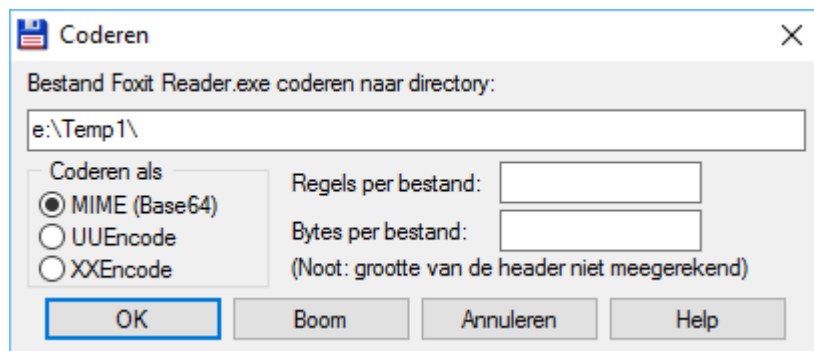 Coderen
Bestand Foxit Reader.exe coderen naar directory:
e:\Temp1\
Coderen als
MIME (Base64)
UUEncode
XXEncode
Regels per bestand:
Bytes per bestand:
(Noot: grootte van de header niet meegerekend)
OK Boom Annuleren Help